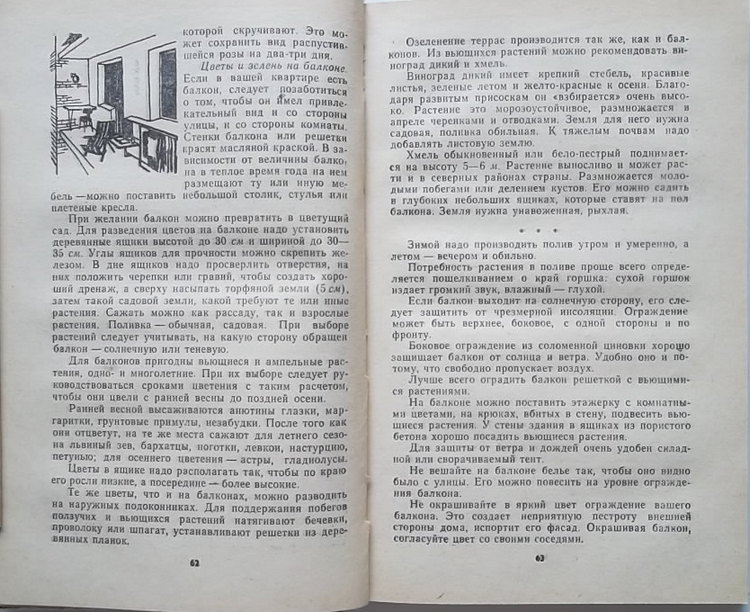 которой скручивают. Это мо-
жет сохранить вид распустив-
шейся розы на два-три дня.
Цветы и зелень на балконе.
Если в вашей квартире есть
балкон, следует позаботиться
о том, чтобы он имел привле-
кательный вид и со стороны
улицы, и со стороны комнаты.
Стенки балкона или решетки
красят масляной краской. В за-
висимости от величины балко-
на в теплое время года на нем
размещают ту или иную ме-
бель — можно поставить небольшой столик, стулья или
плетеные кресла.
При желании балкон можно превратить в цветущий
сад. Для разведения цветов на балконе надо установить
деревянные ящики высотой до 30 см и шириной до 30—
35 см. Углы ящиков для прочности можно скрепить же-
лезом. В дне ящиков надо просверлить отверстия, на
них положить черепки или гравий, чтобы создать хоро-
ший дренаж, а сверху насыпать торфяной земли (5 см),
затем такой садовой земли, какой требуют те или иные
растения. Сажать можно как рассаду, так и взрослые
растения. Поливка — обычная, садовая. При выборе
растений следует учитывать, на какую сторону обращен
балкон — солнечную или теневую.
Для балконов пригодны вьющиеся и ампельные рас-
тения, одно- и многолетние. При их выборе следует ру-
ководствоваться сроками цветения с таким расчетом,
чтобы они цвели с ранней весны до поздней осени.
Ранней весной высаживаются анютины глазки, мар-
гаритки, грунтовые примулы, незабудки. После того как
они отцветут, на те же места сажают для летнего сезо-
на львиный зев, бархатцы, ноготки, левкои, настурцию,
петунью; для осеннего цветения — астры, гладиолусы.
Цветы в ящике надо располагать так, чтобы по краю
его росли низкие, а посередине — более высокие.
Те же цветы, что и на балконах, можно разводить
на наружных подоконниках. Для поддержания побегов
ползучих и вьющихся растений натягивают бечевки,
проволоку или шпагат, устанавливают решетки из дере-
вянных планок.
62
Озеленение террас производится так же, как и бал-
конов. Из вьющихся растений можно рекомендовать ви-
ноград дикий и хмель.
Виноград дикий имеет крепкий стебель, красивые
листья, зеленые летом и желто-красные к осени. Благо-
даря развитым присоскам он «взбирается» очень высо-
ко. Растение это морозоустойчивое, размножается в
апреле черенками и отводками. Земля для него нужна
садовая, поливка обильная. К тяжелым почвам надо
добавлять листовую землю.
Хмель обыкновенный или бело-пестрый поднимает-
ся на высоту 5—6 м. Растение выносливо и может рас-
ти и в северных районах страны. Размножается моло-
дыми побегами или делением кустов. Его можно садить
в глубоких небольших ящиках, которые ставят на пол
балкона. Земля нужна унавоженная, рыхлая.
* * *
Зимой надо производить полив утром и умеренно, а
летом — вечером и обильно.
Потребность растения в поливе проще всего опреде-
ляется пощелкиванием о край горшка: сухой горшок
издает громкий звук, влажный — глухой.
Если балкон выходит на солнечную сторону, его сле-
дует защитить от чрезмерной инсоляции. Ограждение
может быть верхнее, боковое, с одной стороны и по
фронту.
Боковое ограждение из соломенной циновки хорошо
защищает балкон от солнца и ветра. Удобно оно и по-
тому, что свободно пропускает воздух.
Лучше всего оградить балкон решеткой с вьющими-
ся растениями.
На балконе можно поставить этажерку с комнатны-
ми цветами, на крюках, вбитых в стену, подвесить вью-
щиеся растения. У стены здания в ящиках из пористого
бетона хорошо посадить вьющиеся растения.
Для защиты от ветра и дождей очень удобен склад-
ной или сворачиваемый тент.
Не вешайте на балконе белье так, чтобы оно видно
было с улицы. Его можно повесить на уровне огражде-
ния балкона.
Не окрашивайте в яркий цвет ограждение вашего
балкона. Это создает неприятную пестроту внешней
стороны дома, испортит его фасад. Окрашивая балкон,
согласуйте цвет со своими соседями.
63